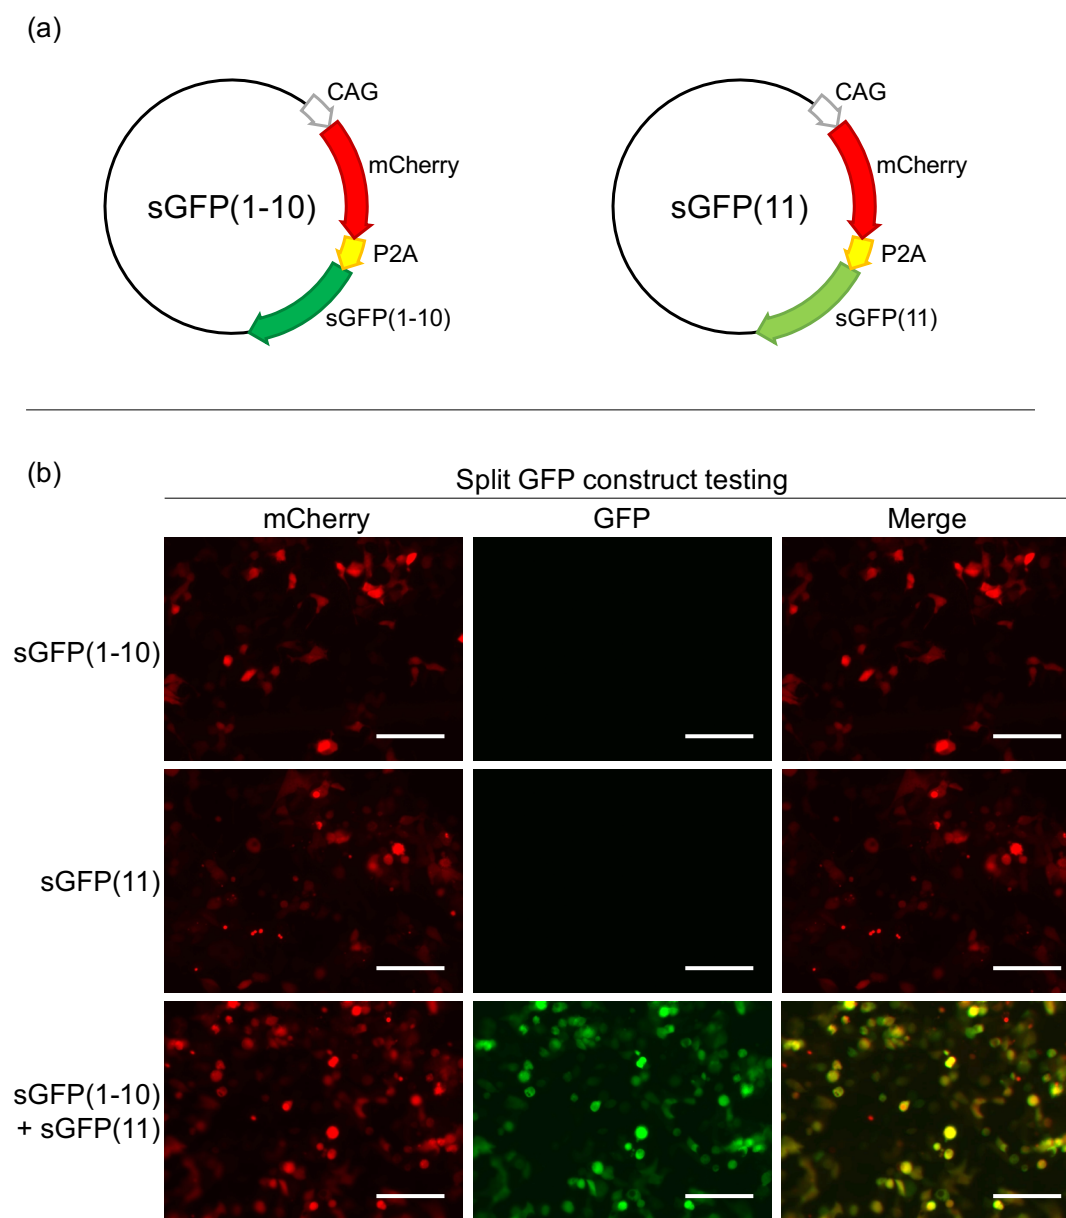 (a)
CAG
mCherry
sGFP(1-10)
P2A
sGFP(1-10)
CAG
mCherry
sGFP(11)
P2A
sGFP(11)
(b)
Split GFP construct testing
mCherry
GFP
Merge
sGFP(1-10)
sGFP(11)
sGFP(1-10)
+ sGFP(11)